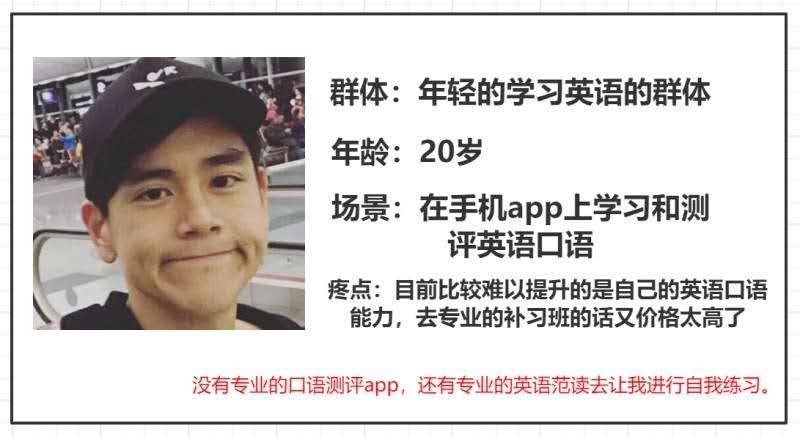 群体：年轻的学习英语的群体
年龄：20岁
场景：在手机app上学习和测
评英语口语
疼点：目前比较难以提升的是自己的英语口语
能力，去专业的补习班的话又价格太高了
没有专业的口语测评app，还有专业的英语范读去让我进行自我练习。